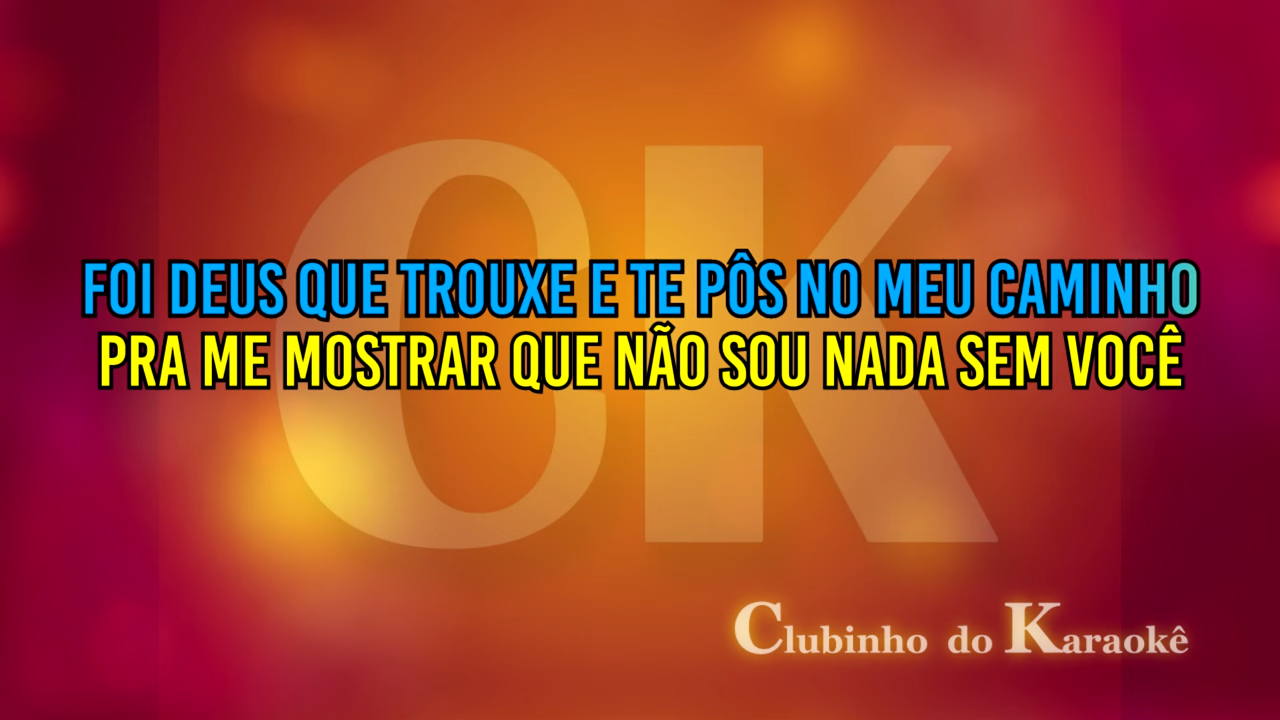 CK
FOI DEUS QUE TROUXE E TE PÔS NO MEU CAMINHO
PRA ME MOSTRAR QUE NÃO SOU NADA SEM VOCÊ
Clubinho do Karaokê